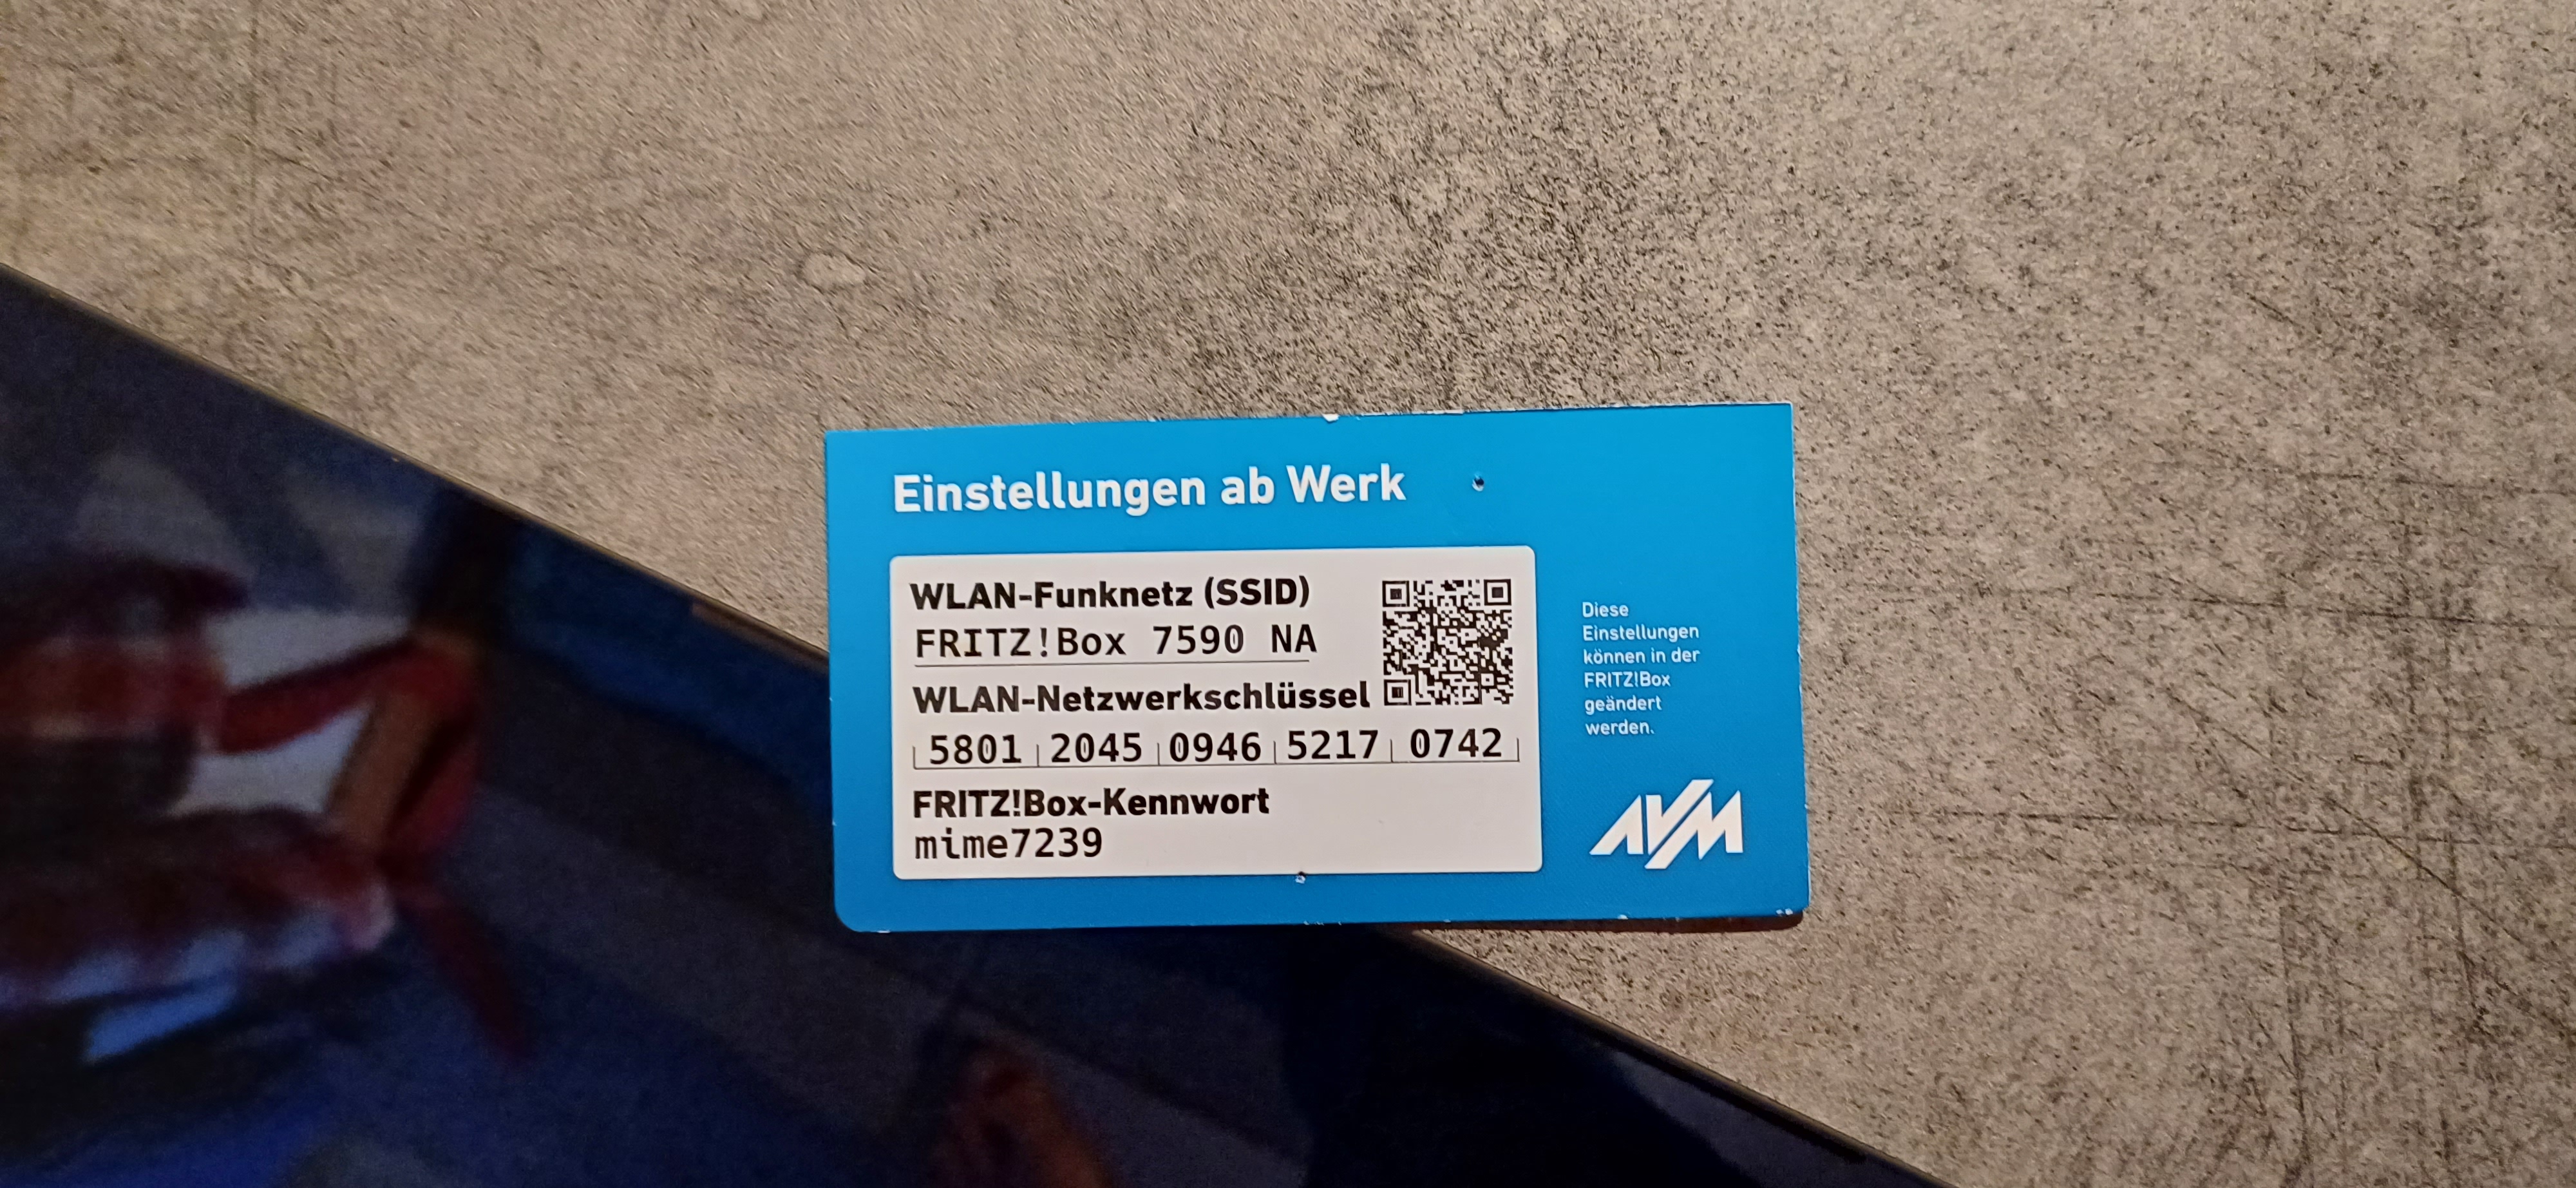 Einstellungen ab Werk
WLAN-Funknetz (SSID)
FRITZ!Box 7590 NA
WLAN-Netzwerkschlüssel
5801 2045 0946 5217 0742
FRITZ!Box-Kennwort
mime7239
Diese
Einstellungen
können in der
FRITZ!Box
geändert
werden.
AVM